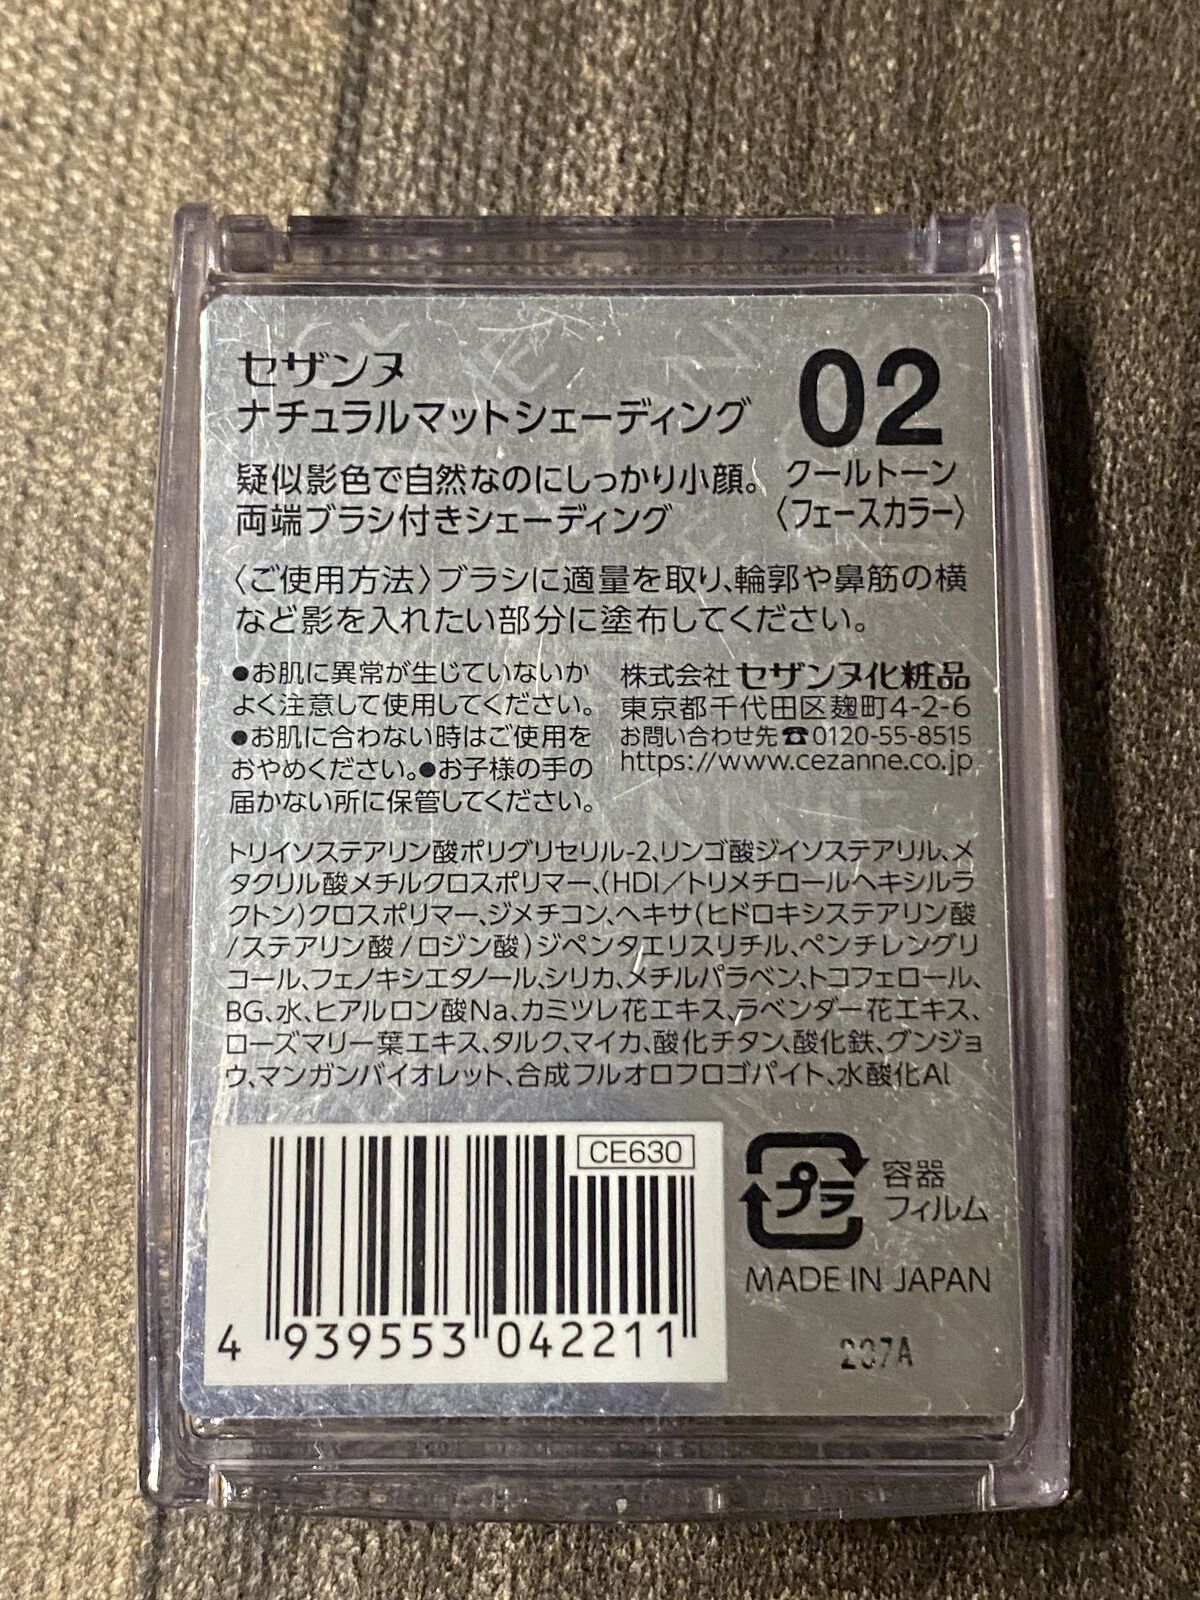 セザンヌ
ナチュラルマットシェーディング
02
クールトーン
〈フェースカラー〉
疑似影色で自然なのにしっかり小顔。
両端ブラシ付きシェーディング
〈ご使用方法〉ブラシに適量を取り、輪郭や鼻筋の横
など影を入れたい部分に塗布してください。
●お肌に異常が生じていないか
よく注意して使用してください。
●お肌に合わない時はご使用を
おやめください。●お子様の手の
届かない所に保管してください。
株式会社 セザンヌ化粧品
東京都千代田区麹町4-2-6
お問い合わせ先☎0120-55-8515
https://www.cezanne.co.jp
トリイソステアリン酸ポリグリセリル-2、リンゴ酸ジイソステアリル、メ
タクリル酸メチルクロスポリマー、(HDI／トリメチロールヘキシルラ
クトン)クロスポリマー、ジメチコン、ヘキサ(ヒドロキシステアリン酸
/ステアリン酸/ロジン酸)ジペンタエリスリチル、ペンチレングリ
コール、フェノキシエタノール、シリカ、メチルパラベン、トコフェロール、
BG、水、ヒアルロン酸Na、カミツレ花エキス、ラベンダー花エキス、
ローズマリー葉エキス、タルク、マイカ、酸化チタン、酸化鉄、グンジョ
ウ、マンガンバイオレット、合成フルオロフロゴパイト、水酸化Al
CE630
4 939553 042211
プラ
容器
フィルム
MADE IN JAPAN
207A